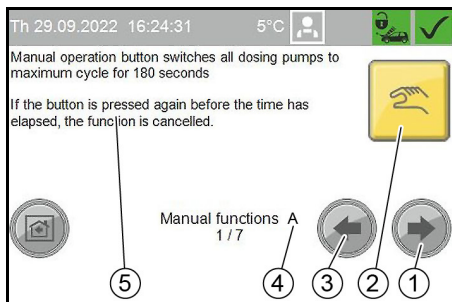 Th 29.09.2022 16:24:31 5°C
Manual operation button switches all dosing pumps to
maximum cycle for 180 seconds
If the button is pressed again before the time has
elapsed, the function is cancelled.
Manual functions A
1 / 7
5 4 3 2 1